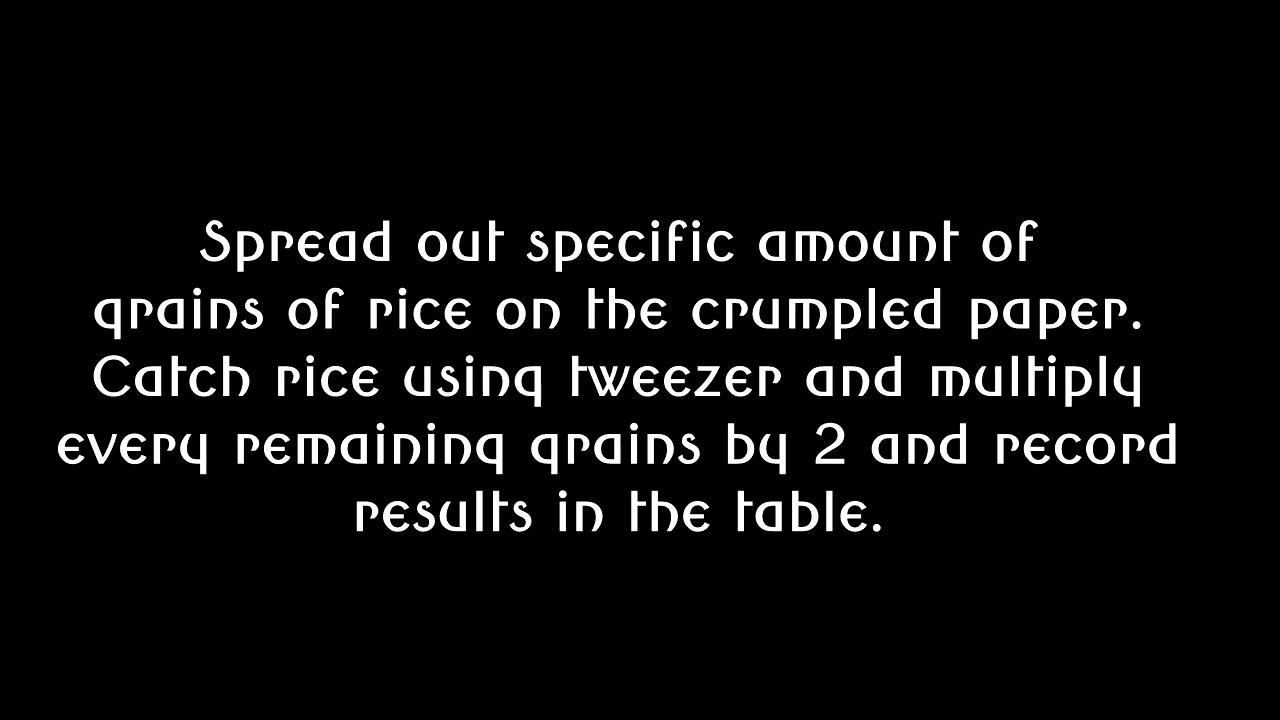 Spread out specific amount of
grains of rice on the crumpled paper.
Catch rice using tweezer and multiply
every remaining grains by 2 and record
results in the table.